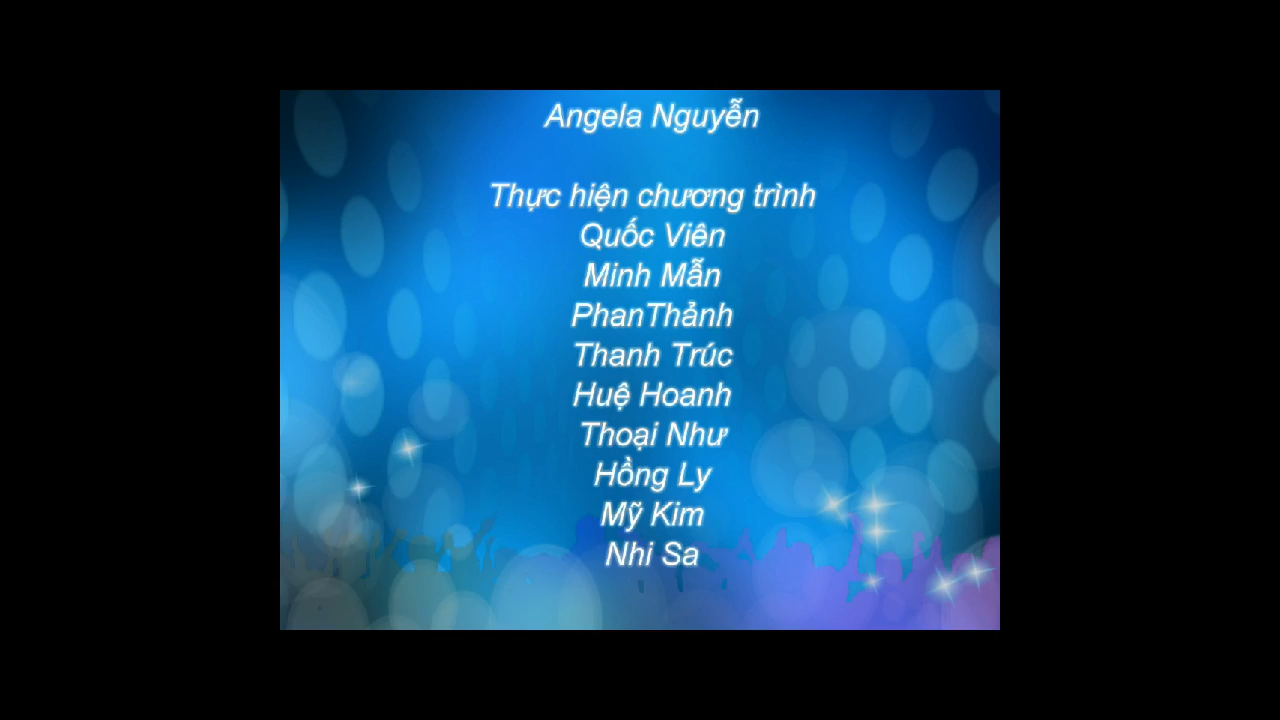 Angela Nguyễn
Thực hiện chương trình
Quốc Viên
Minh Mẫn
PhanThảnh
Thanh Trúc
Huệ Hoanh
Thoại Như
Hồng Ly
Mỹ Kim
Nhi Sa